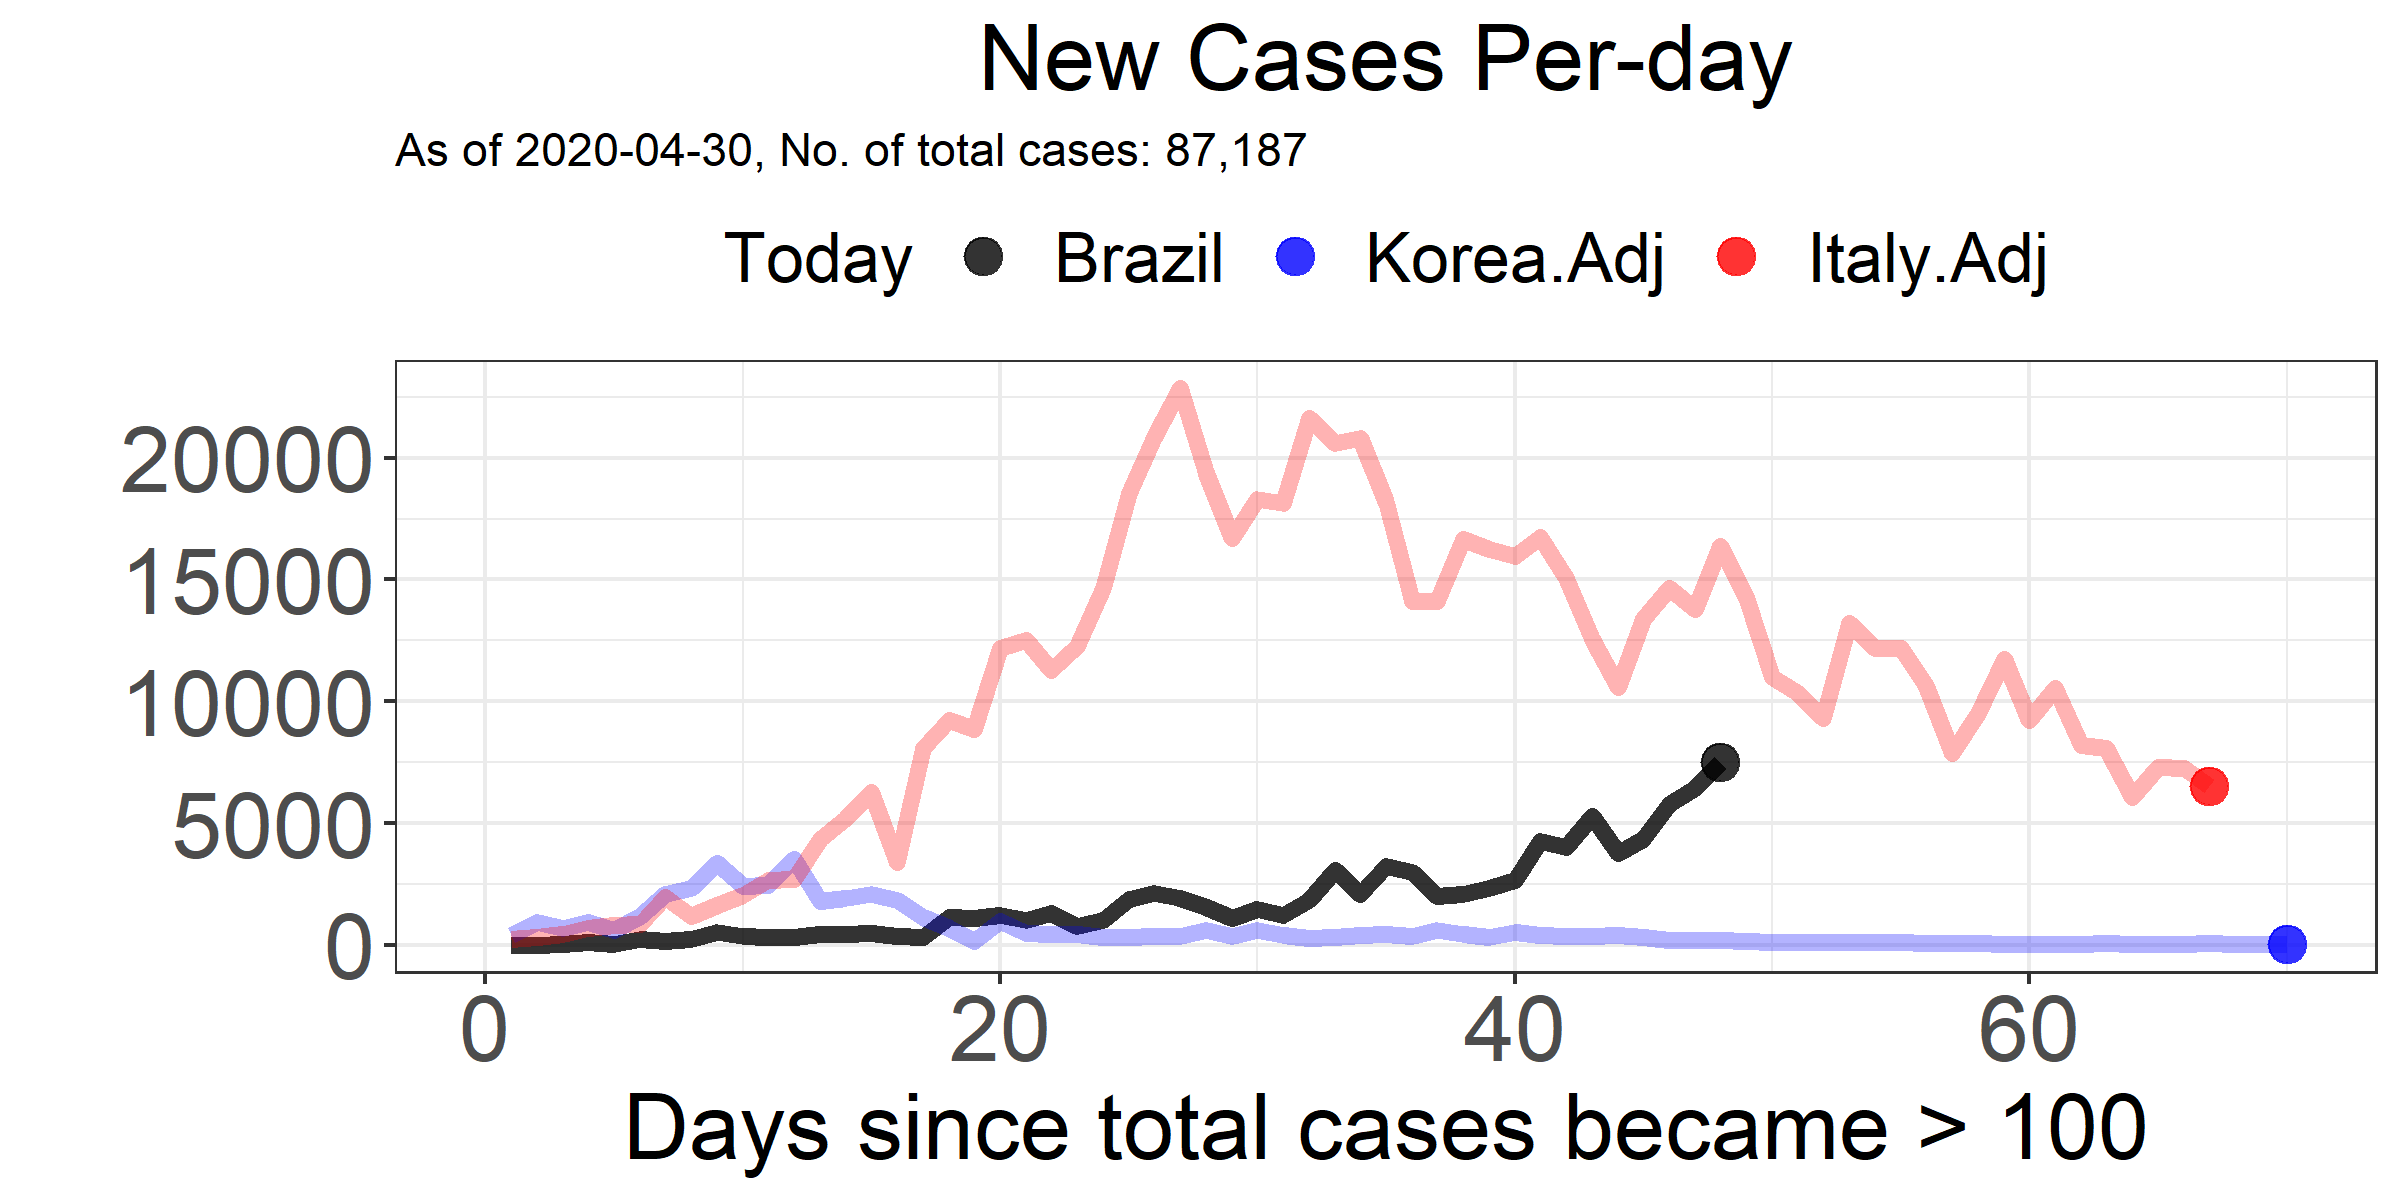 New Cases Per-day
As of 2020-04-30, No. of total cases: 87,187
Today Brazil Korea.Adj Italy.Adj
20000
15000
10000
5000
0
0 20 40 60
Days since total cases became > 100